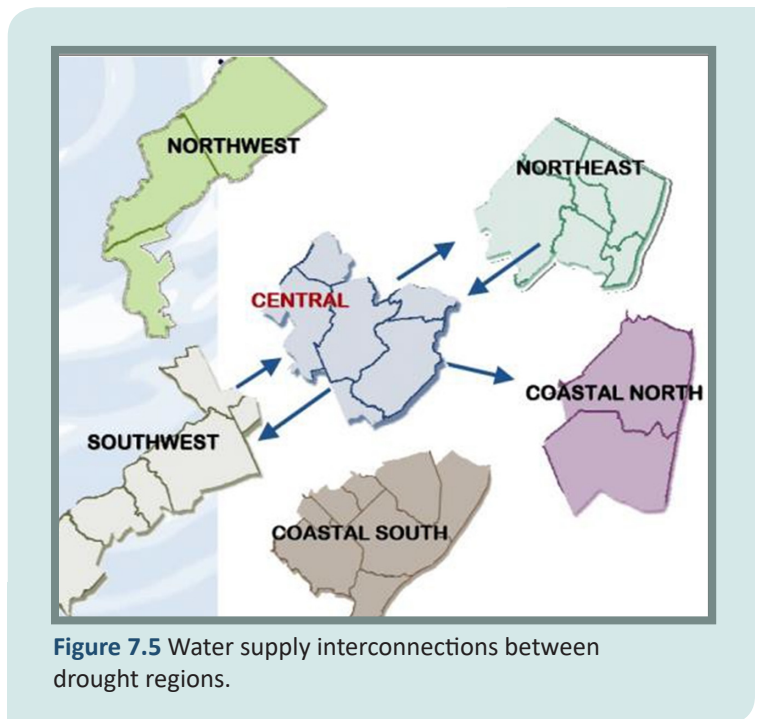 NORTHWEST
NORTHEAST
CENTRAL
COASTAL NORTH
SOUTHWEST
COASTAL SOUTH
Figure 7.5 Water supply interconnections between
drought regions.